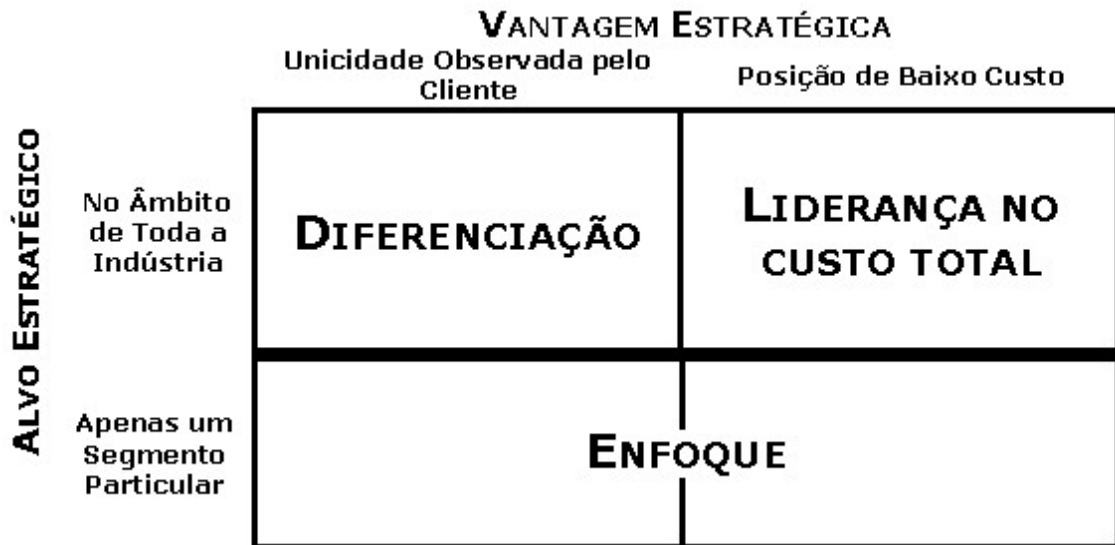 VANTAGEM ESTRATÉGICA
Unicidade Observada pelo
Cliente
Posição de Baixo Custo
ALVO ESTRATÉGICO
No Âmbito
de Toda a
Indústria
DIFERENCIAÇÃO
LIDERANÇA NO
CUSTO TOTAL
Apenas um
Segmento
Particular
ENFOQUE